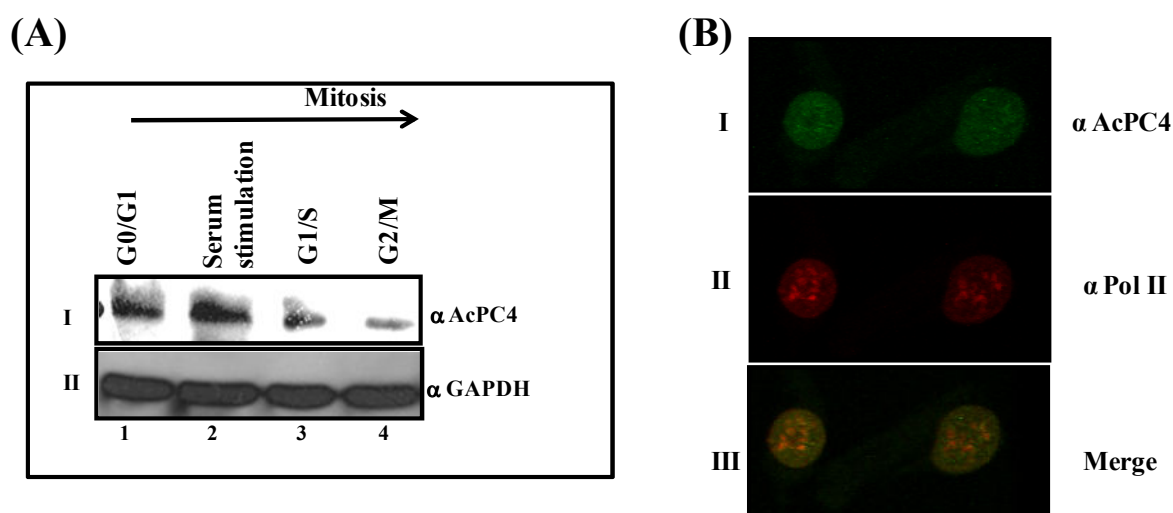 (A)
Mitosis
G0/G1
Serum
stimulation
G1/S
G2/M
I
α AcPC4
II
α GAPDH
1 2 3 4
(B)
I
α AcPC4
II
α Pol II
III
Merge